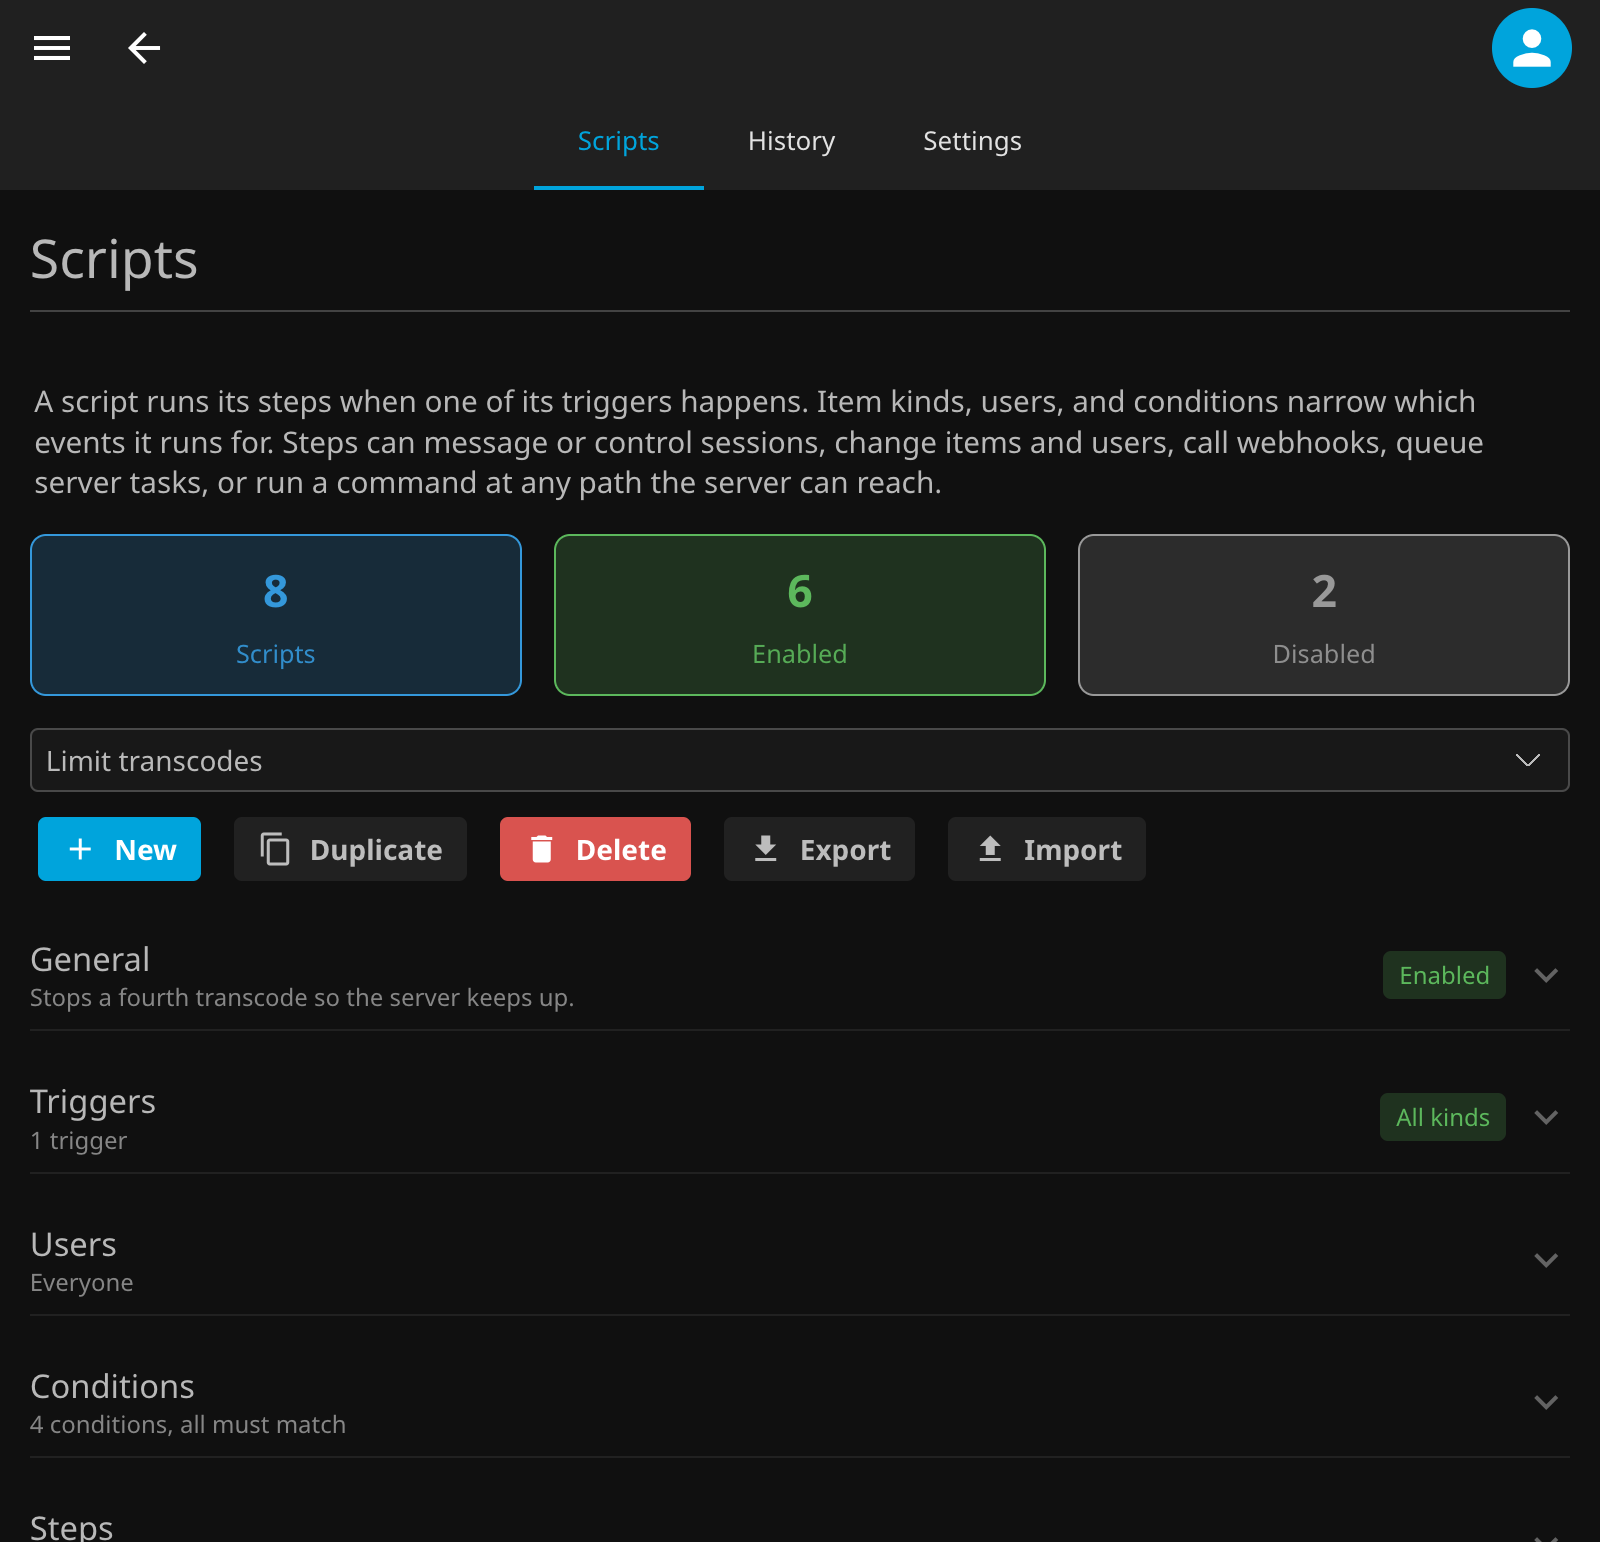 Scripts
History
Settings
Scripts
A script runs its steps when one of its triggers happens. Item kinds, users, and conditions narrow which
events it runs for. Steps can message or control sessions, change items and users, call webhooks, queue
server tasks, or run a command at any path the server can reach.
8
Scripts
6
Enabled
2
Disabled
Limit transcodes
New
Duplicate
Delete
Export
Import
General
Stops a fourth transcode so the server keeps up.
Enabled
Triggers
1 trigger
All kinds
Users
Everyone
Conditions
4 conditions, all must match
Steps